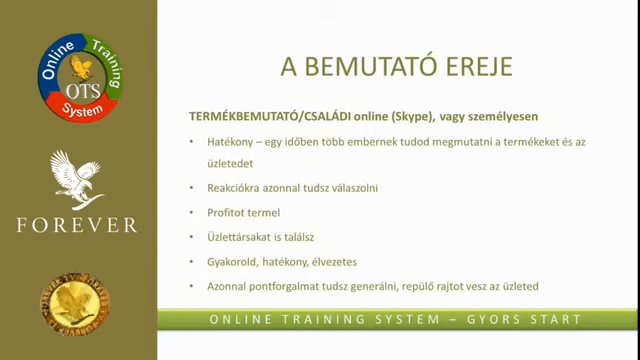 Online Training
OTS
System
FOREVER
A BEMUTATÓ EREJE
TERMÉKBEMUTATÓ/CSALÁDI online (Skype), vagy személyesen
• Hatékony – egy időben több embernek tudod megmutatni a termékeket és az
üzletedet
• Reakciókra azonnal tudsz válaszolni
• Profitot termel
• Üzlettársakat is találsz
• Gyakorold, hatékony, élvezetes
• Azonnal pontforgalmat tudsz generálni, repülő rajtot vesz az üzleted
ONLINE TRAINING SYSTEM – GYORS START